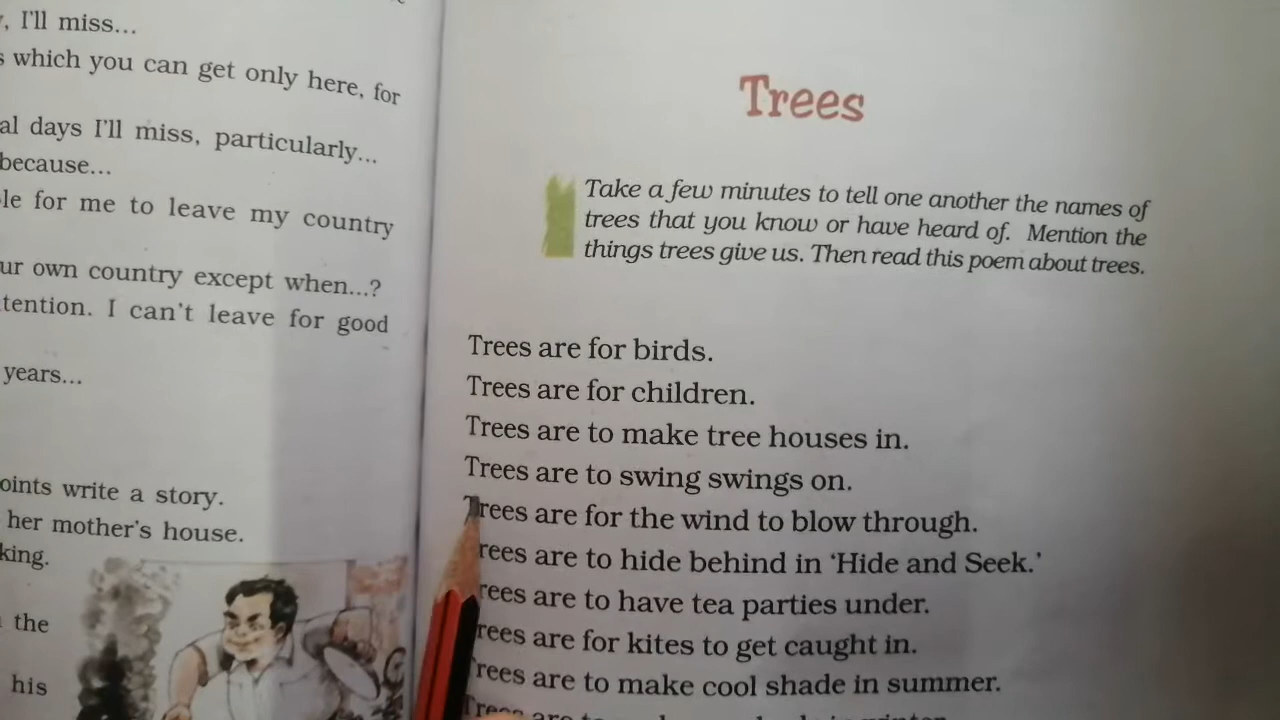 , I'll miss...
which you can get only here, for
days I'll miss, particularly...
because...
for me to leave my country
own country except when...?
I can't leave for good
years...
write a story.
her mother's house.
the
his
Trees
Take a few minutes to tell one another the names of
trees that you know or have heard of. Mention the
things trees give us. Then read this poem about trees.
Trees are for birds.
Trees are for children.
Trees are to make tree houses in.
Trees are to swing swings on.
Trees are for the wind to blow through.
Trees are to hide behind in 'Hide and Seek.'
Trees are to have tea parties under.
Trees are for kites to get caught in.
Trees are to make cool shade in summer.
Trees are